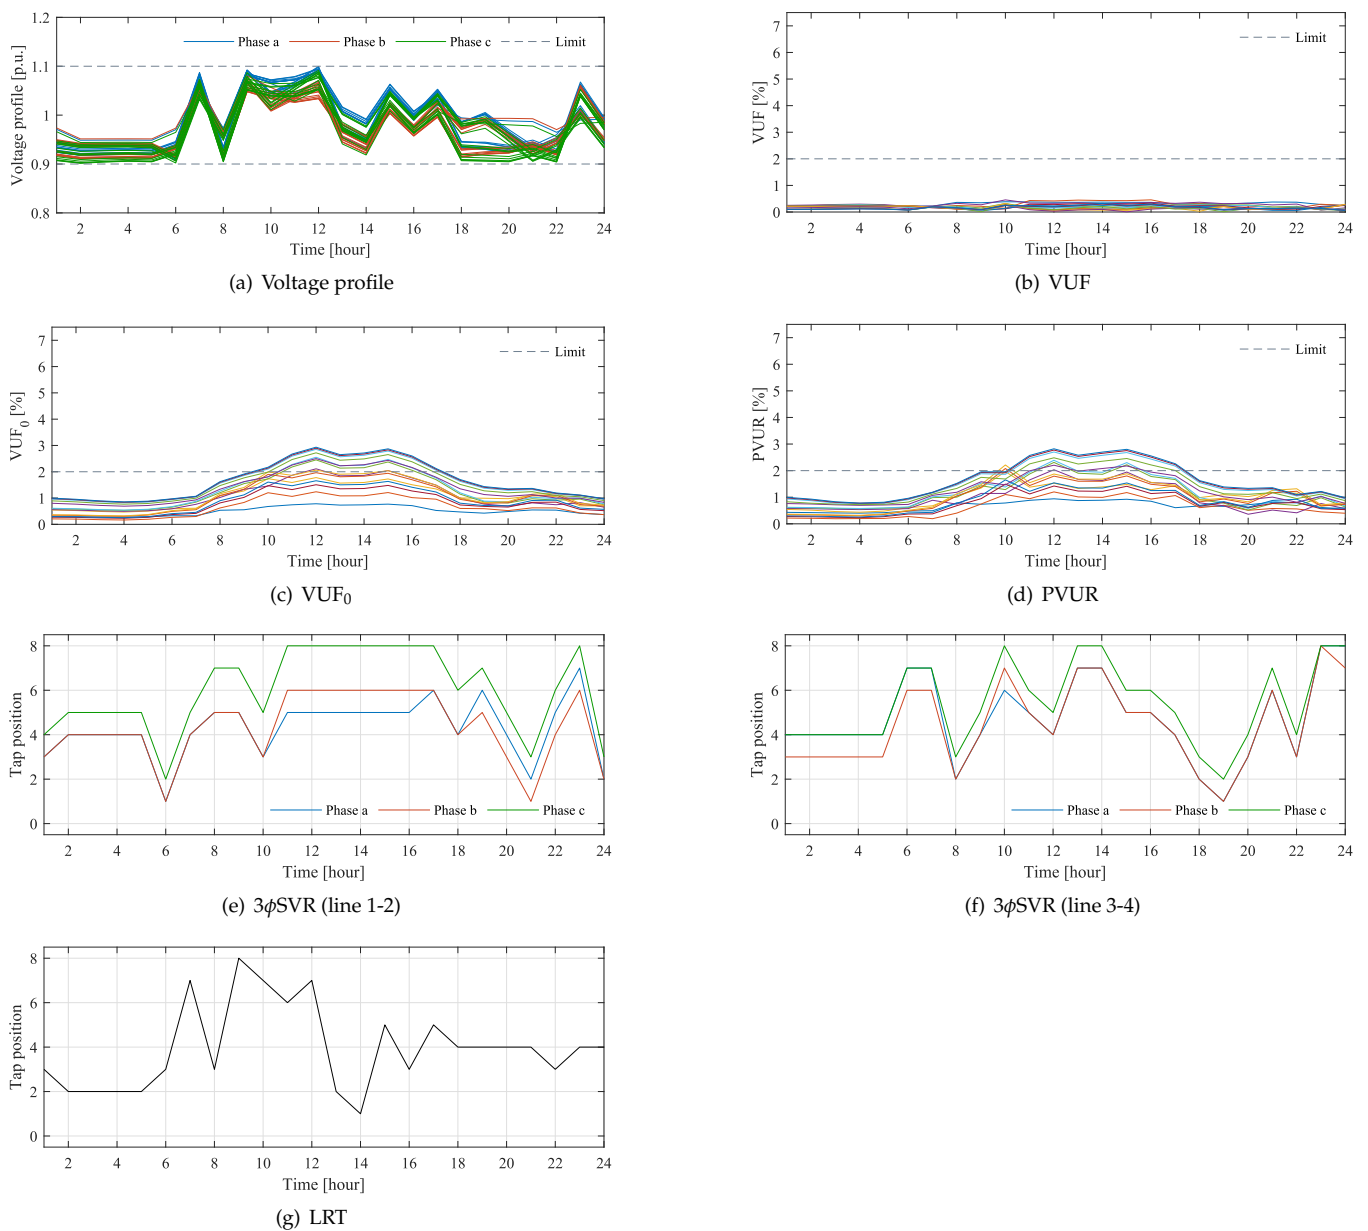 1.2
1.1
1
0.9
0.8
Voltage profile [p.u.]
Phase a
Phase b
Phase c
Limit
2 4 6 8 10 12 14 16 18 20 22 24
Time [hour]
(a) Voltage profile
7
6
5
4
3
2
1
0
VUF [%]
Limit
2 4 6 8 10 12 14 16 18 20 22 24
Time [hour]
(b) VUF
7
6
5
4
3
2
1
0
VUF0 [%]
Limit
2 4 6 8 10 12 14 16 18 20 22 24
Time [hour]
(c) VUF0
7
6
5
4
3
2
1
0
PVUR [%]
Limit
2 4 6 8 10 12 14 16 18 20 22 24
Time [hour]
(d) PVUR
8
6
4
2
0
Tap position
Phase a
Phase b
Phase c
2 4 6 8 10 12 14 16 18 20 22 24
Time [hour]
(e) 3ϕSVR (line 1-2)
8
6
4
2
0
Tap position
Phase a
Phase b
Phase c
2 4 6 8 10 12 14 16 18 20 22 24
Time [hour]
(f) 3ϕSVR (line 3-4)
8
6
4
2
0
Tap position
2 4 6 8 10 12 14 16 18 20 22 24
Time [hour]
(g) LRT